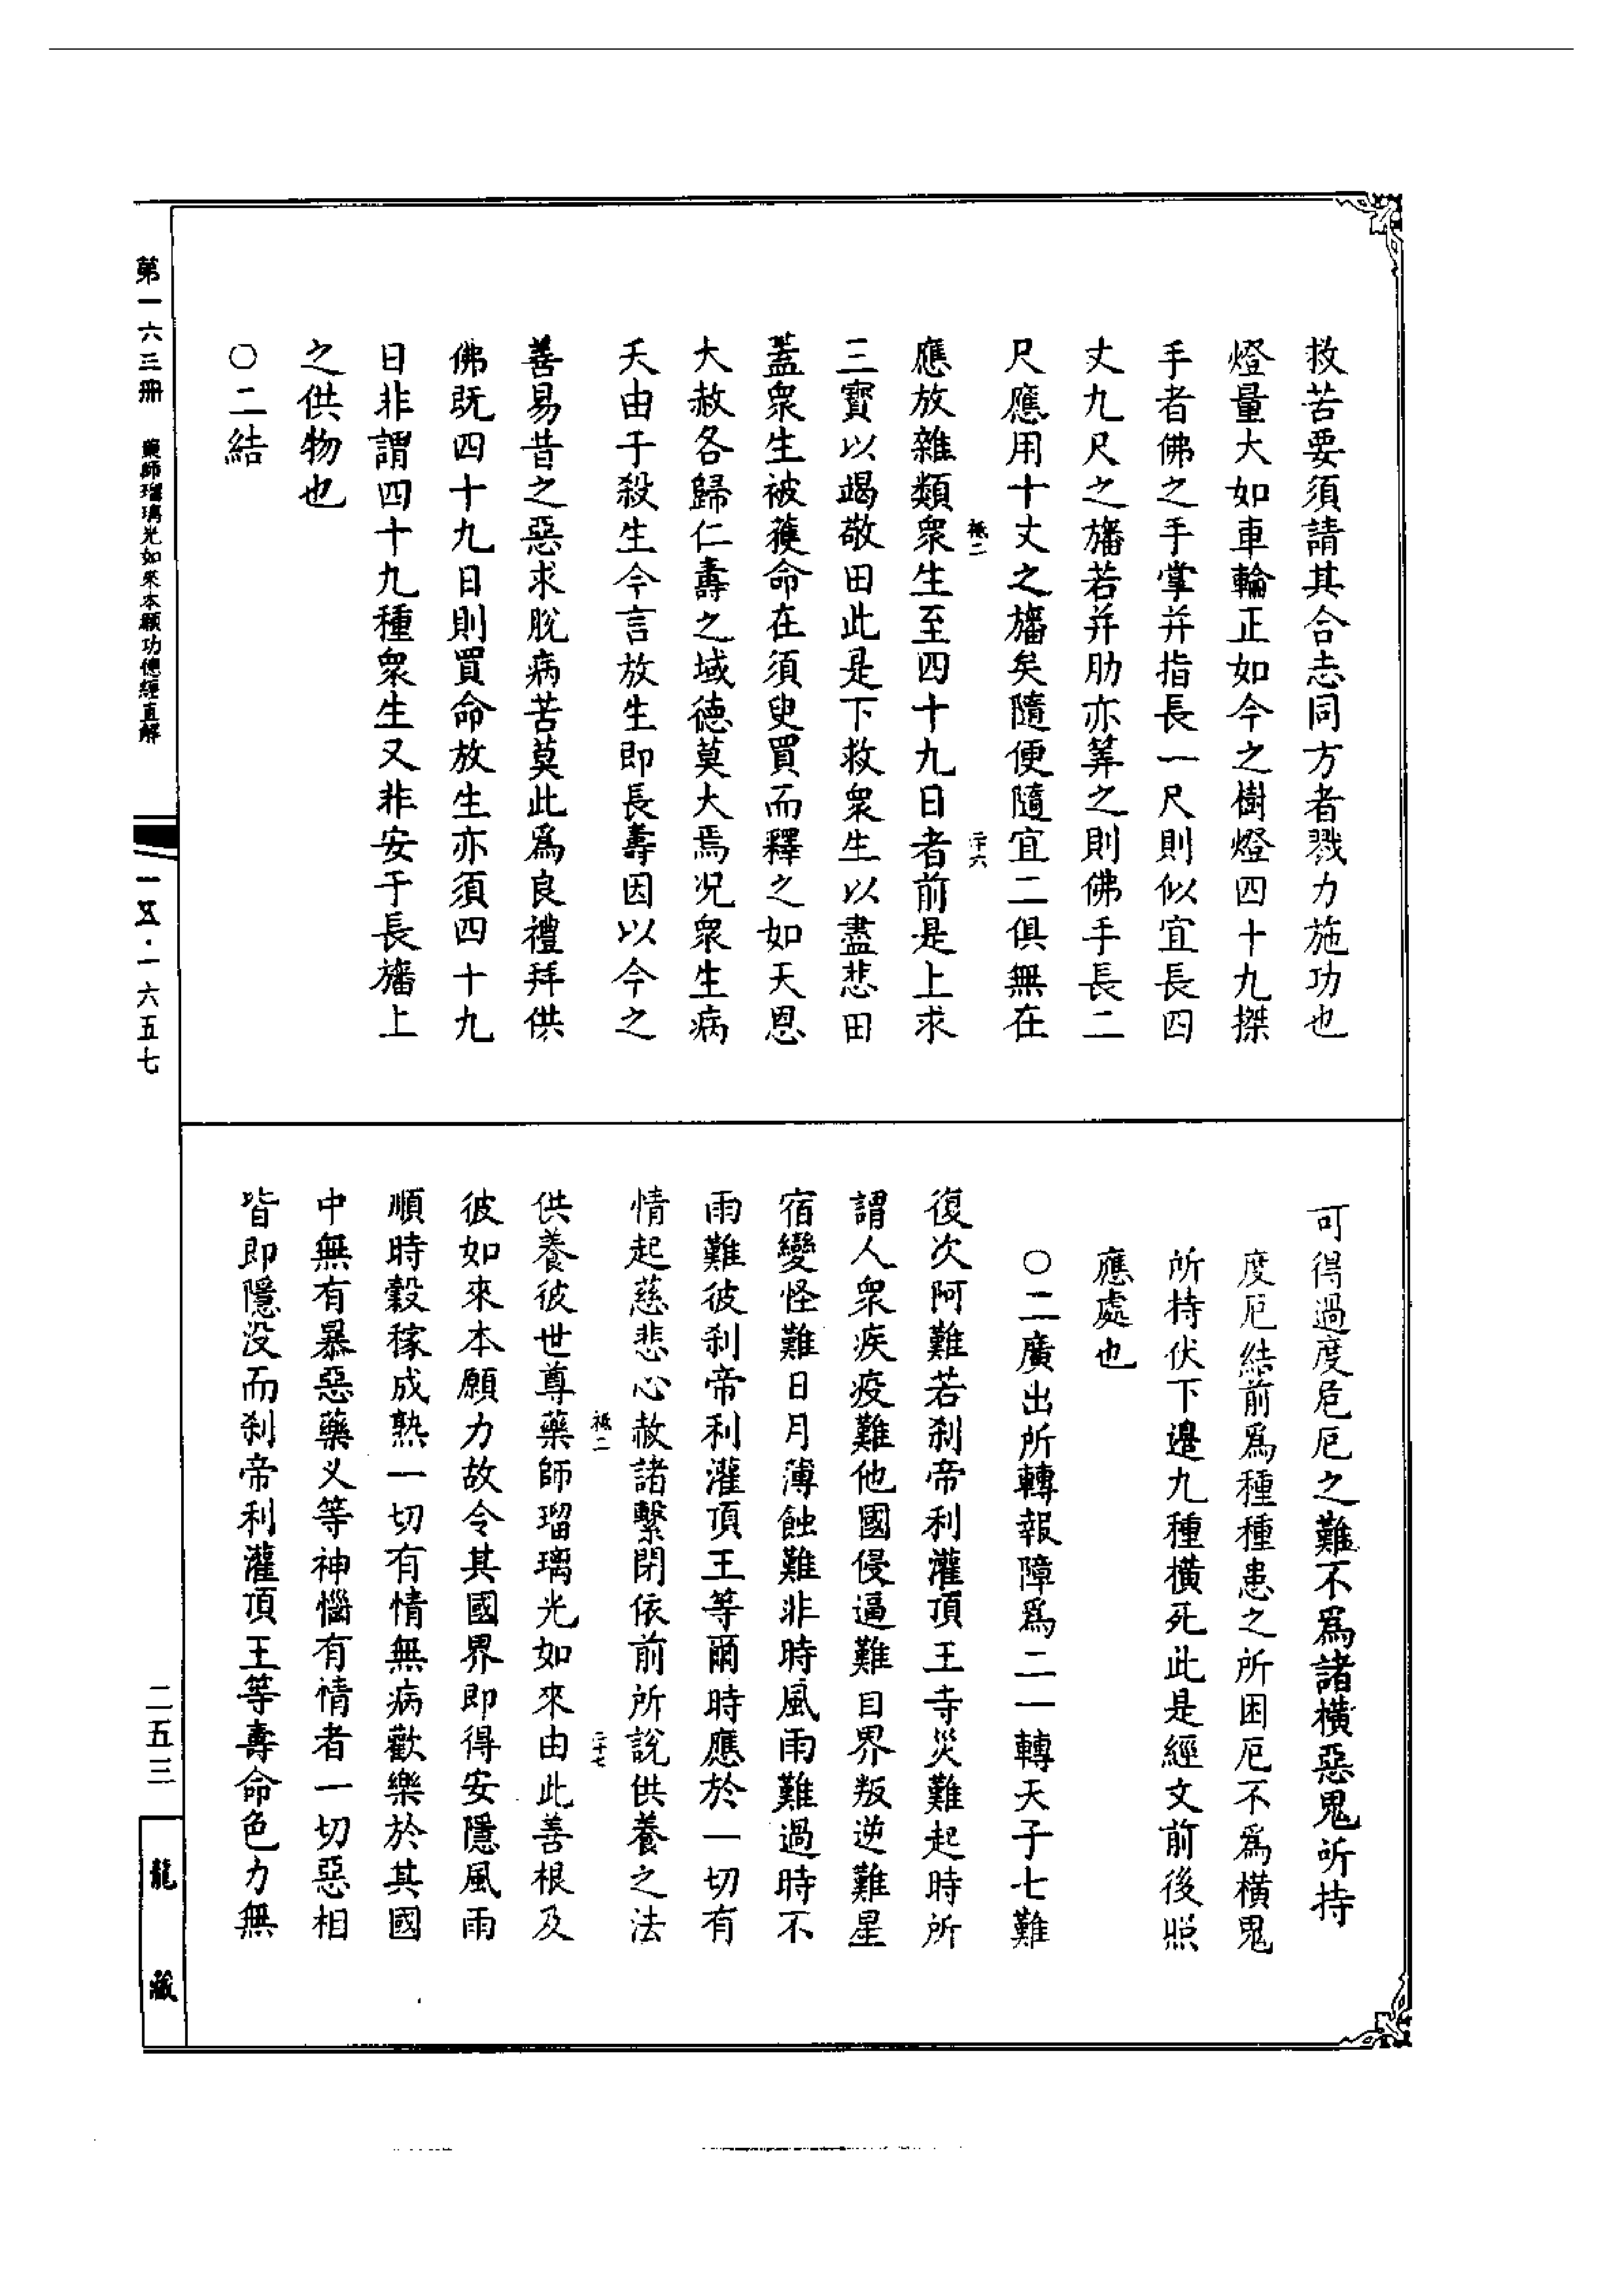 救苦要須請其合志同方者戮力施功也
燈量大如車輪正如今之樹燈四十九搩
手者佛之手掌并指長一尺則似宜長四
丈九尺之旛若并肋亦筭之則佛手長二
尺應用十丈之旛矣隨便隨宜二俱無在
應放雜類衆生至四十九日者前是上求
三寶以竭敬田此是下救衆生以盡悲田
蓋衆生被獲命在須臾買而釋之如天恩
大赦各歸仁壽之域德莫大焉况衆生病
夭由于殺生今言放生即長壽因以今之
善易昔之惡求脫病苦莫此爲良禮拜供
佛既四十九日則買命放生亦須四十九
日非謂四十九種衆生又非安于長旛上
之供物也
○二結
可得過度危厄之難不爲諸橫惡鬼所持
度厄結前爲種種患之所困厄不爲橫鬼
所持伏下邊九種橫死此是經文前後照
應處也
○二廣出所轉報障爲二一轉天子七難
復次阿難若刹帝利灌頂王等災難起時所
謂人衆疾疫難他國侵逼難自界叛逆難星
宿變怪難日月薄蝕難非時風雨難過時不
雨難彼刹帝利灌頂王等爾時應於一切有
情起慈悲心赦諸繫閉依前所說供養之法
供養彼世尊藥師瑠璃光如來由此善根及
彼如來本願力故令其國界即得安隱風雨
順時穀稼成熟一切有情無病歡樂於其國
中無有暴惡藥叉等神惱有情者一切惡相
皆即隱没而刹帝利灌頂王等壽命色力無
第一六三册 藥師瑠璃光如來本願功德經直解
一五·一六五七
二五三
龍藏